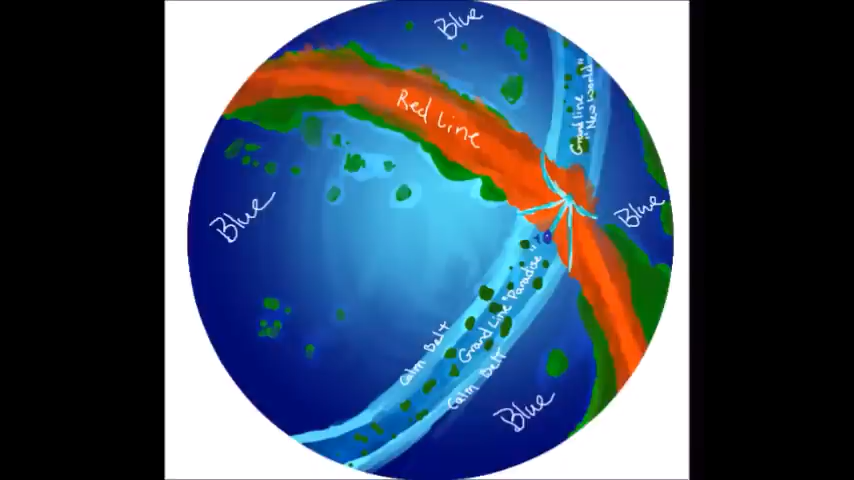 Blue
Grand Line
"New World"
Red Line
Blue
Blue
Grand Line "Paradise"
Calm Belt
Calm Belt
Blue